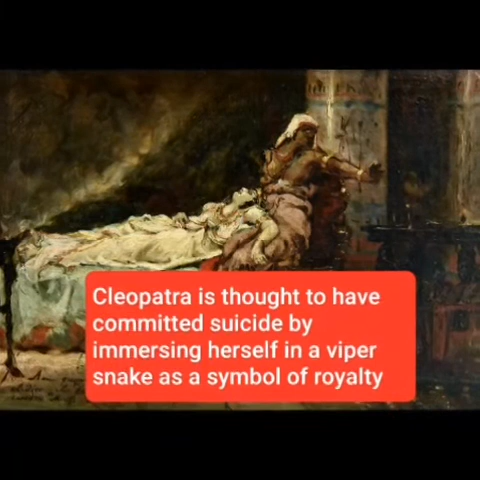 Cleopatra is thought to have
committed suicide by
immersing herself in a viper
snake as a symbol of royalty